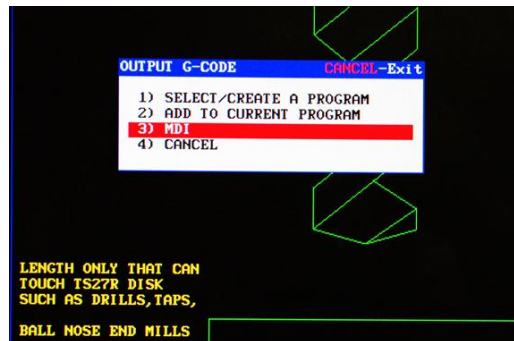 OUTPUT G-CODE CANCEL-Exit
1) SELECT/CREATE A PROGRAM
2) ADD TO CURRENT PROGRAM
3) MDI
4) CANCEL
LENGTH ONLY THAT CAN
TOUCH TS27R DISK
SUCH AS DRILLS,TAPS,
BALL NOSE END MILLS